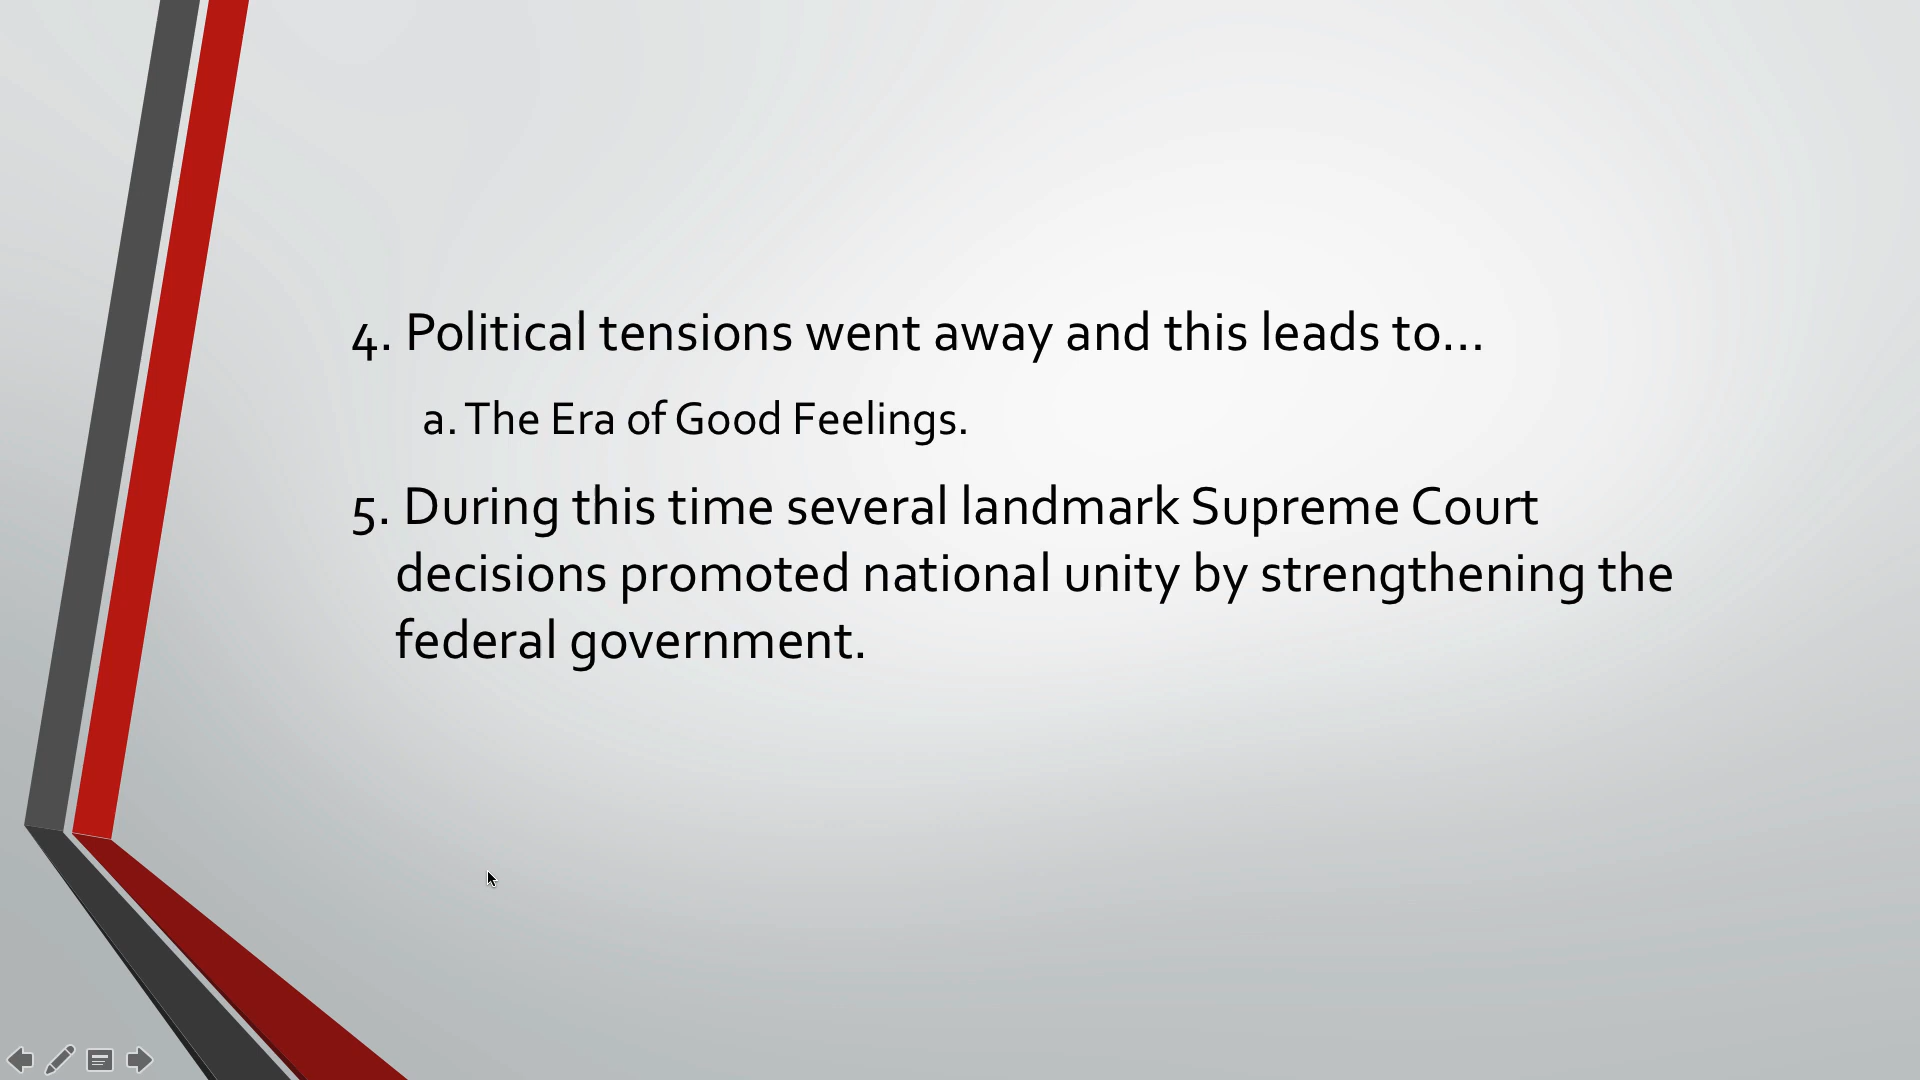 4. Political tensions went away and this leads to...
a. The Era of Good Feelings.
5. During this time several landmark Supreme Court
decisions promoted national unity by strengthening the
federal government.